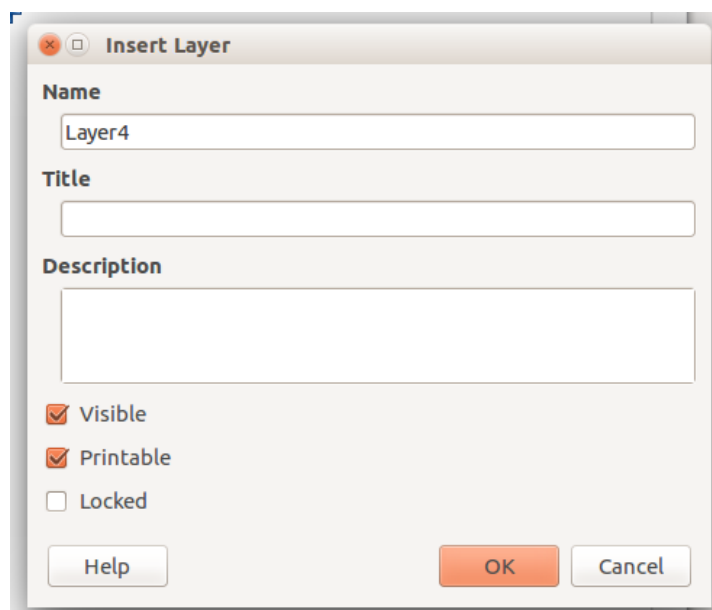 Insert Layer
Name
Layer4
Title
Description
Visible
Printable
Locked
Help OK Cancel